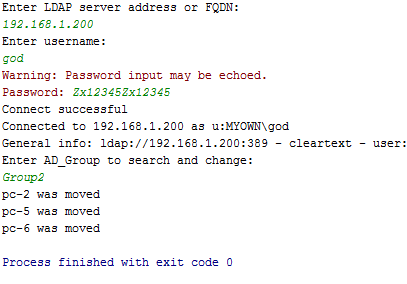 Enter LDAP server address or FQDN:
192.168.1.200
Enter username:
god
Warning: Password input may be echoed.
Password: Zx12345Zx12345
Connect successful
Connected to 192.168.1.200 as u:MYOWN\god
General info: ldap://192.168.1.200:389 - cleartext - user:
Enter AD_Group to search and change:
Group2
pc-2 was moved
pc-5 was moved
pc-6 was moved
Process finished with exit code 0